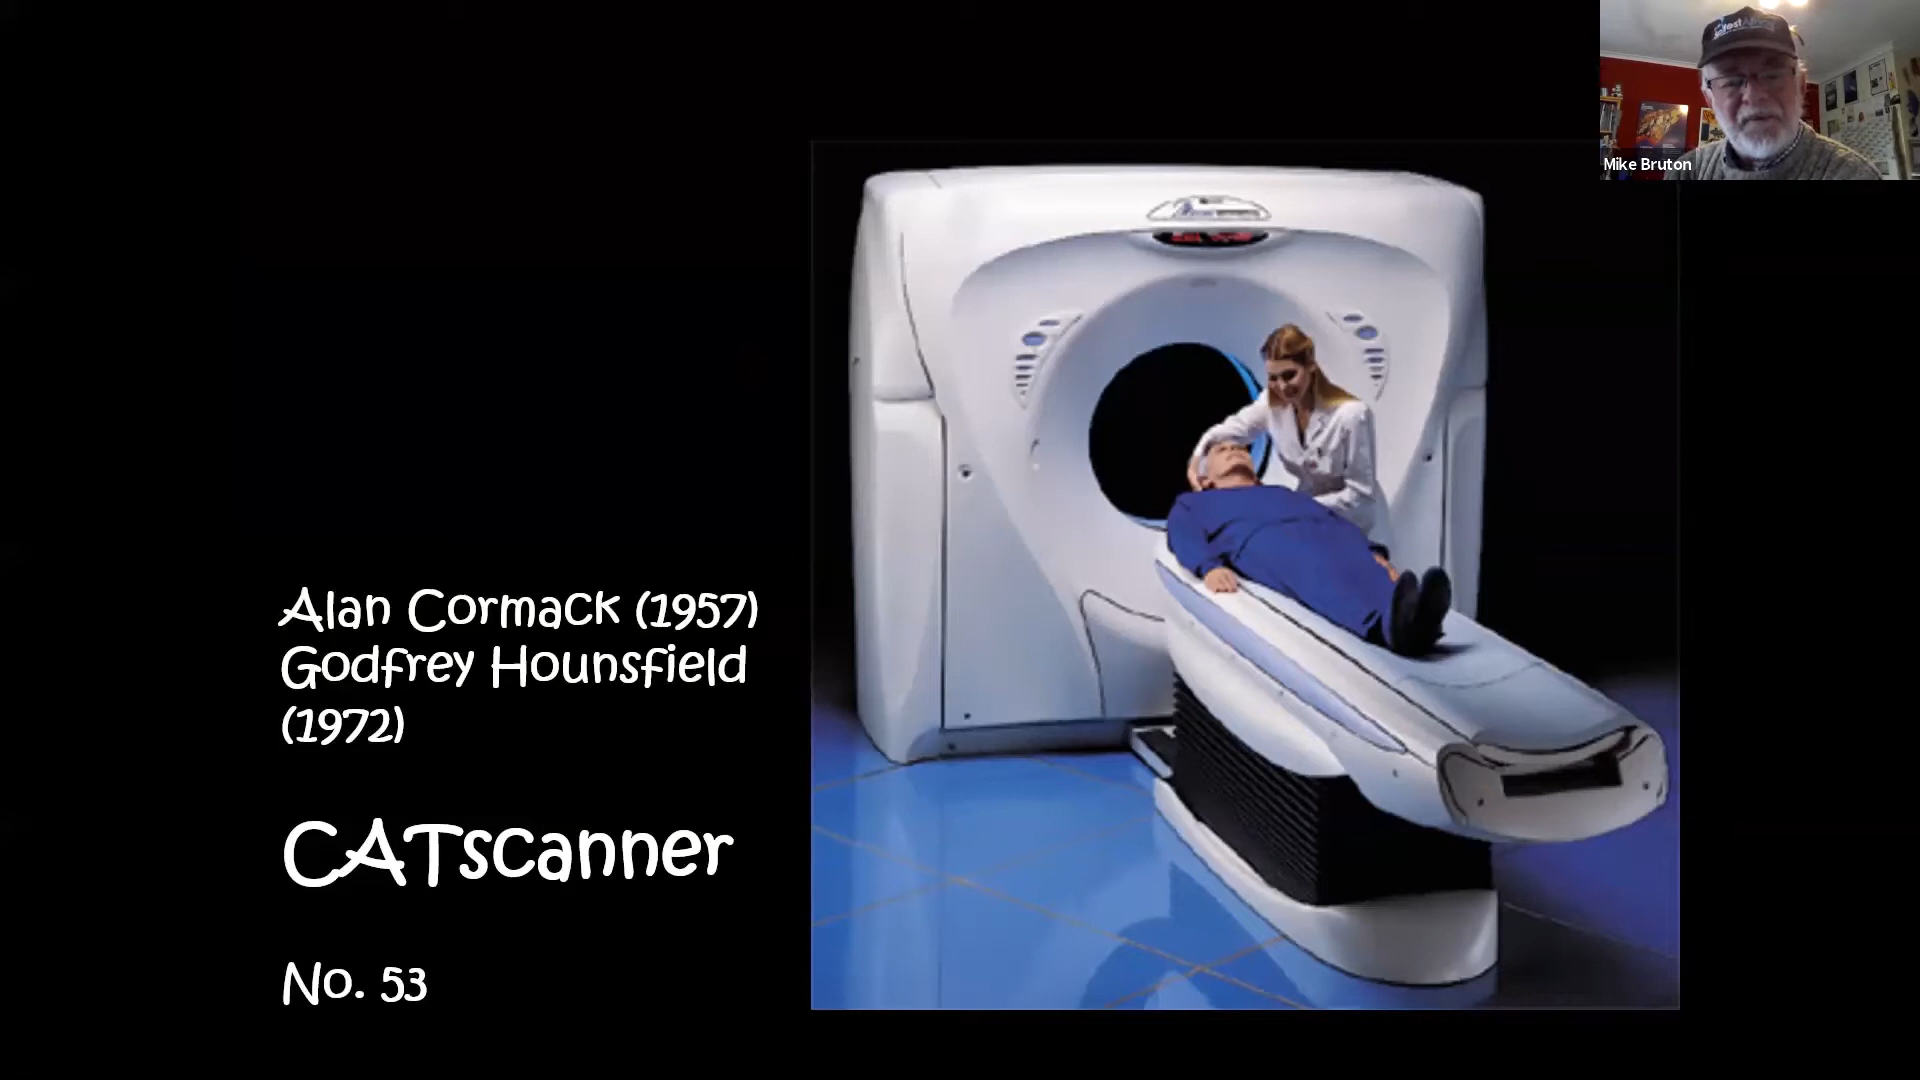 Mike Bruton
Alan Cormack (1957)
Godfrey Hounsfield
(1972)
CATscanner
No. 53